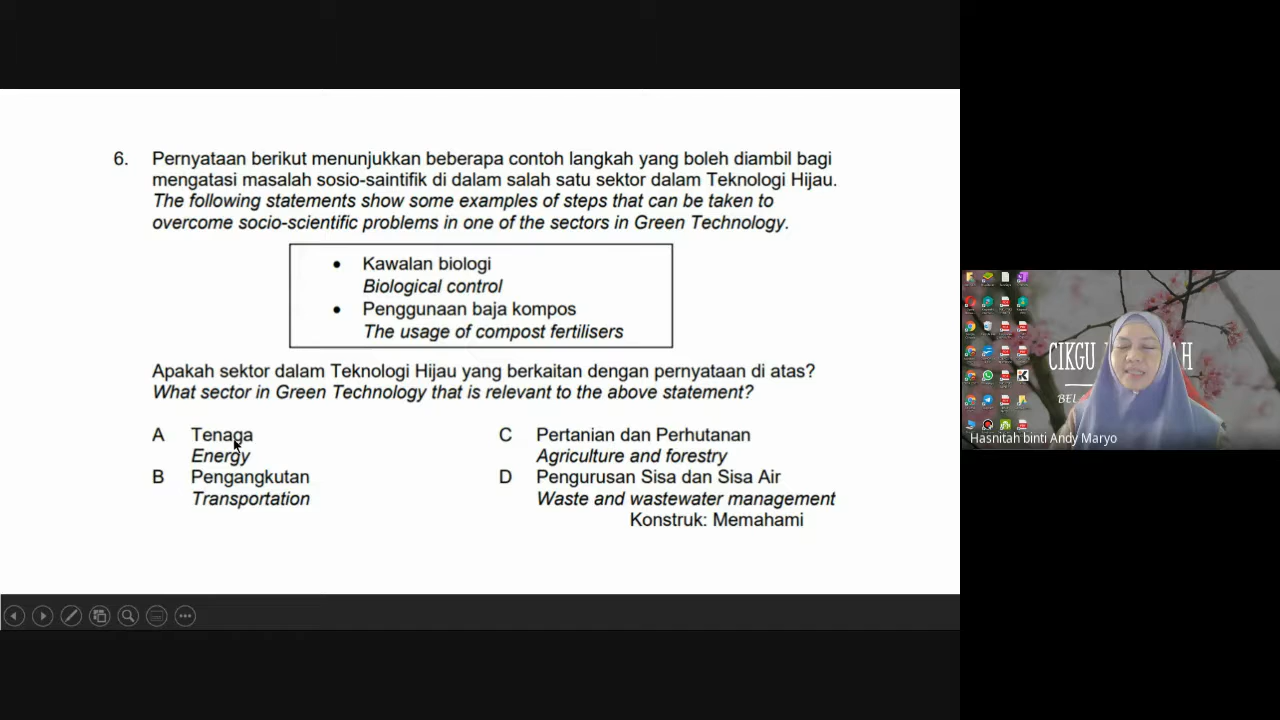 6. Pernyataan berikut menunjukkan beberapa contoh langkah yang boleh diambil bagi
mengatasi masalah sosio-saintifik di dalam salah satu sektor dalam Teknologi Hijau.
The following statements show some examples of steps that can be taken to
overcome socio-scientific problems in one of the sectors in Green Technology.
• Kawalan biologi
Biological control
• Penggunaan baja kompos
The usage of compost fertilisers
Apakah sektor dalam Teknologi Hijau yang berkaitan dengan pernyataan di atas?
What sector in Green Technology that is relevant to the above statement?
A Tenaga
Energy
B Pengangkutan
Transportation
C Pertanian dan Perhutanan
Agriculture and forestry
D Pengurusan Sisa dan Sisa Air
Waste and wastewater management
Konstruk: Memahami
CIKGU
BEL
Hasnitah binti Andy Maryo